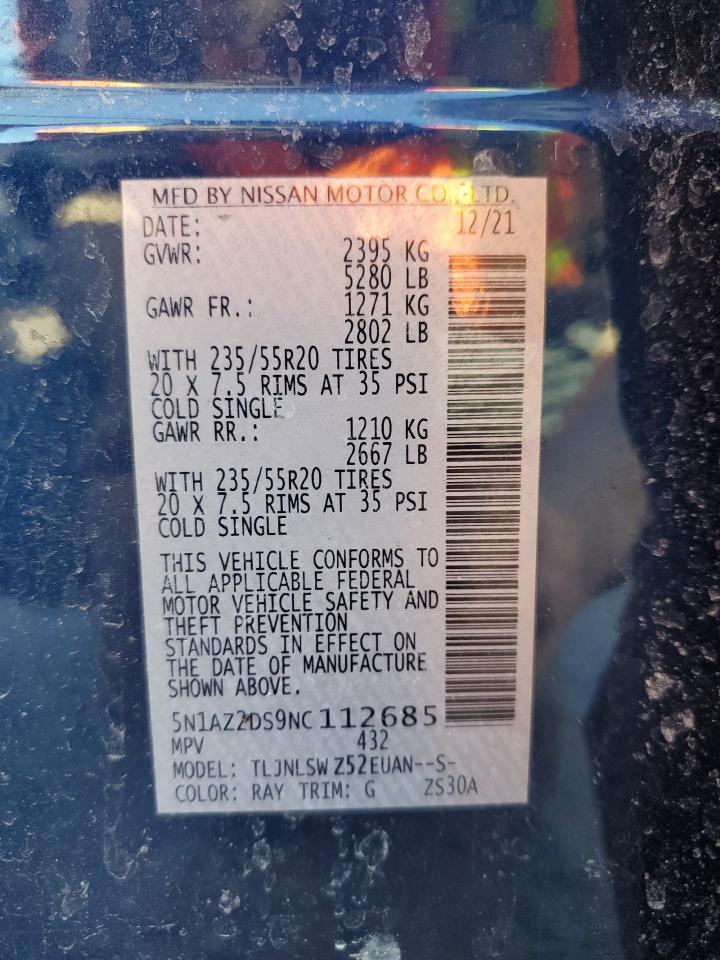 MFD BY NISSAN MOTOR CO., LTD.
DATE: 12/21
GVWR: 2395 KG
5280 LB
GAWR FR.: 1271 KG
2802 LB
WITH 235/55R20 TIRES
20 X 7.5 RIMS AT 35 PSI
COLD SINGLE
GAWR RR.: 1210 KG
2667 LB
WITH 235/55R20 TIRES
20 X 7.5 RIMS AT 35 PSI
COLD SINGLE
THIS VEHICLE CONFORMS TO
ALL APPLICABLE FEDERAL
MOTOR VEHICLE SAFETY AND
THEFT PREVENTION
STANDARDS IN EFFECT ON
THE DATE OF MANUFACTURE
SHOWN ABOVE.
5N1AZ2DS9NC112685
MPV 432
MODEL: TLJNLSW Z52EUAN--S-
COLOR: RAY TRIM: G ZS30A